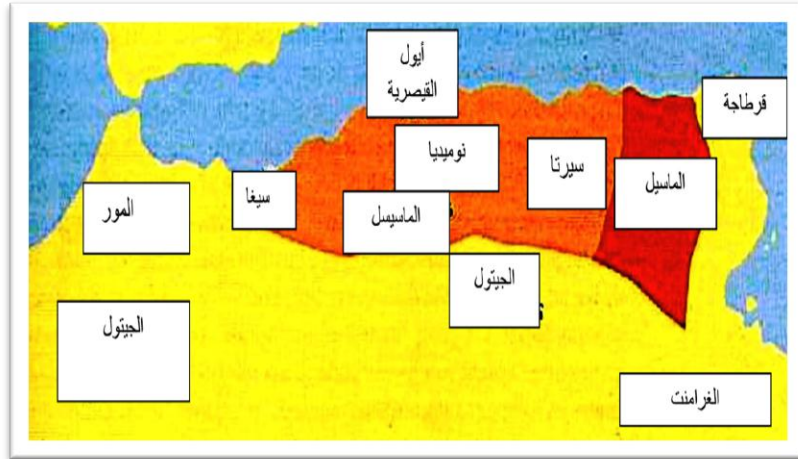 أيول
القيصرية
قرطاجة
نوميديا
سيرتا
الماسيل
سيغا
المور
الماسيسل
الجيتول
الجيتول
الغرامنت